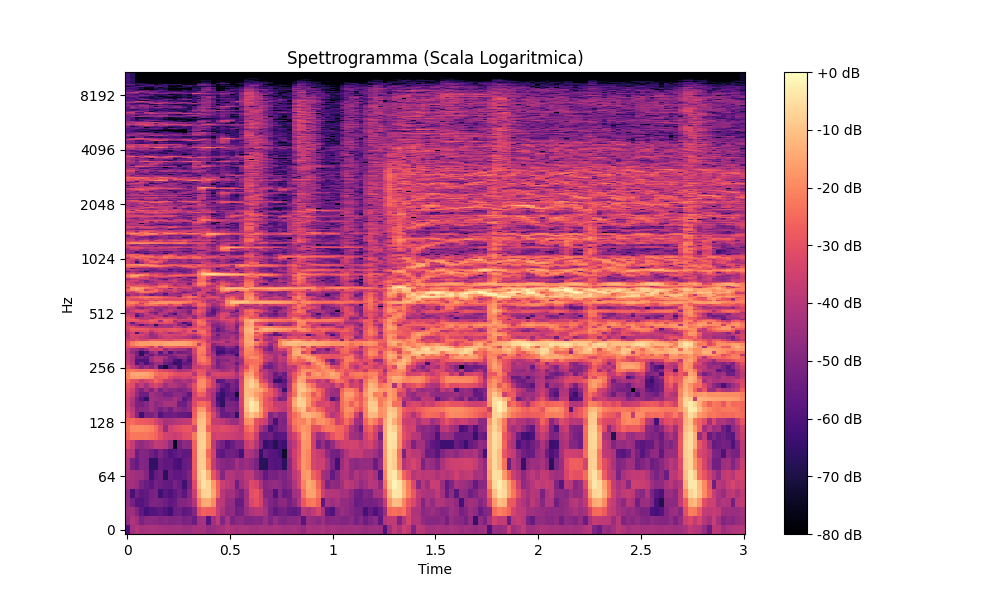 Spettrogramma (Scala Logaritmica)
Hz
8192
4096
2048
1024
512
256
128
64
0
0
0.5
1
1.5
2
2.5
3
Time
+0 dB
-10 dB
-20 dB
-30 dB
-40 dB
-50 dB
-60 dB
-70 dB
-80 dB